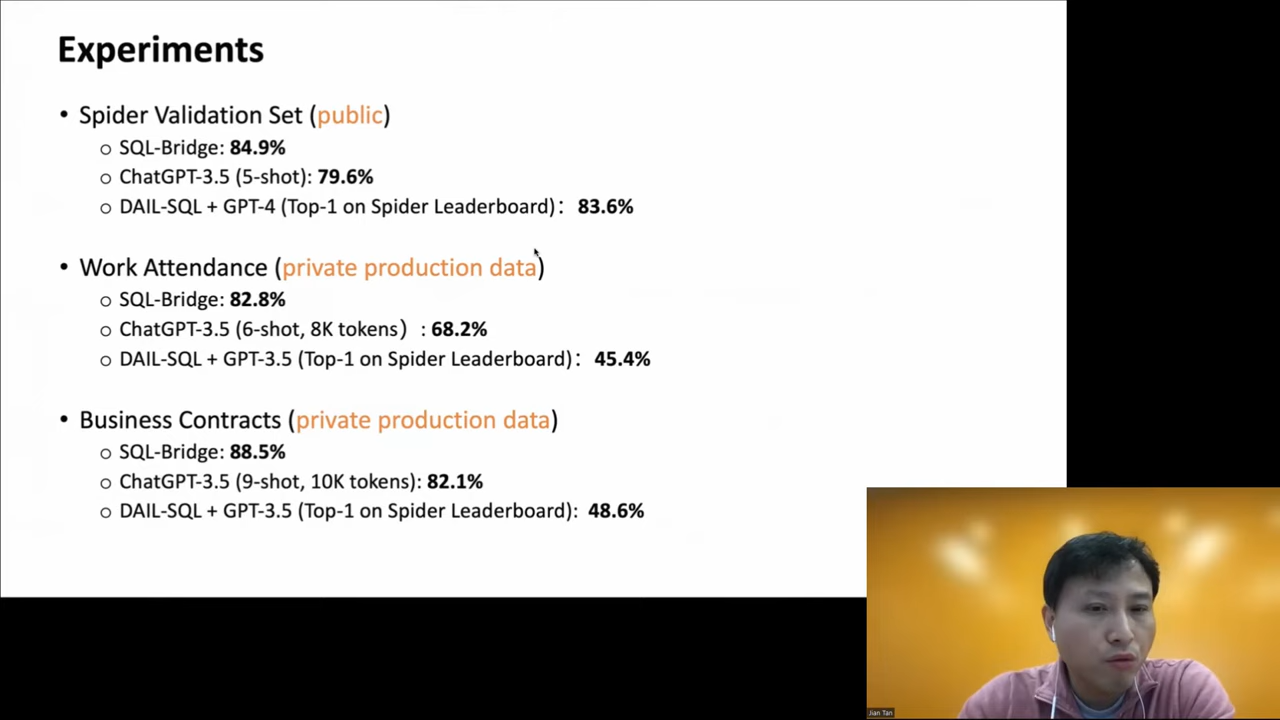 Experiments
• Spider Validation Set (public)
o SQL-Bridge: 84.9%
o ChatGPT-3.5 (5-shot): 79.6%
o DAIL-SQL + GPT-4 (Top-1 on Spider Leaderboard)： 83.6%
• Work Attendance (private production data)
o SQL-Bridge: 82.8%
o ChatGPT-3.5 (6-shot, 8K tokens）: 68.2%
o DAIL-SQL + GPT-3.5 (Top-1 on Spider Leaderboard)： 45.4%
• Business Contracts (private production data)
o SQL-Bridge: 88.5%
o ChatGPT-3.5 (9-shot, 10K tokens): 82.1%
o DAIL-SQL + GPT-3.5 (Top-1 on Spider Leaderboard): 48.6%
Jian Tan